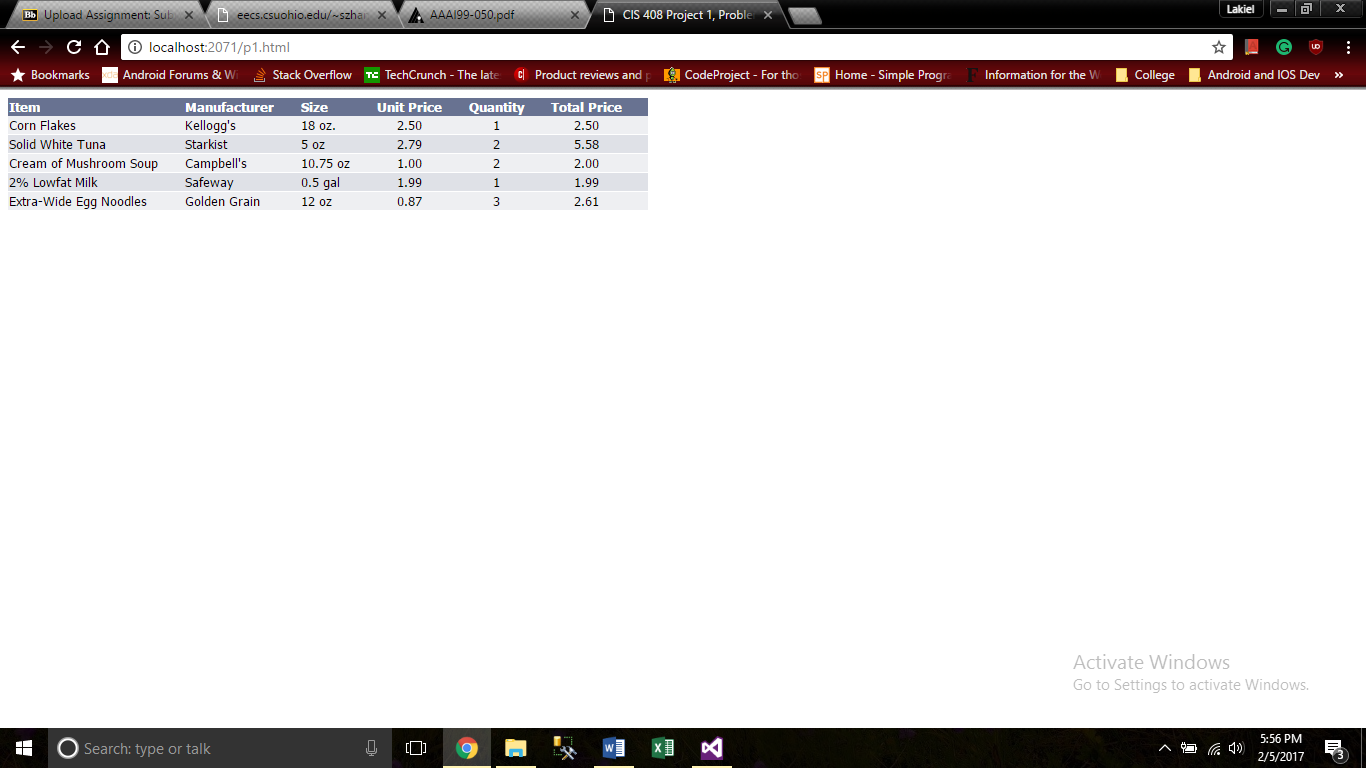 Bb Upload Assignment: Sub
eecs.csuohio.edu/~szha
AAAI99-050.pdf
CIS 408 Project 1, Proble
Lakiel
localhost:2071/p1.html
Bookmarks Android Forums & W Stack Overflow TC TechCrunch - The late Product reviews and p CodeProject - For tho SP Home - Simple Progra F Information for the W College Android and IOS Dev »
Item Manufacturer Size Unit Price Quantity Total Price
Corn Flakes Kellogg's 18 oz. 2.50 1 2.50
Solid White Tuna Starkist 5 oz 2.79 2 5.58
Cream of Mushroom Soup Campbell's 10.75 oz 1.00 2 2.00
2% Lowfat Milk Safeway 0.5 gal 1.99 1 1.99
Extra-Wide Egg Noodles Golden Grain 12 oz 0.87 3 2.61
Activate Windows
Go to Settings to activate Windows.
Search: type or talk
5:56 PM
2/5/2017
3